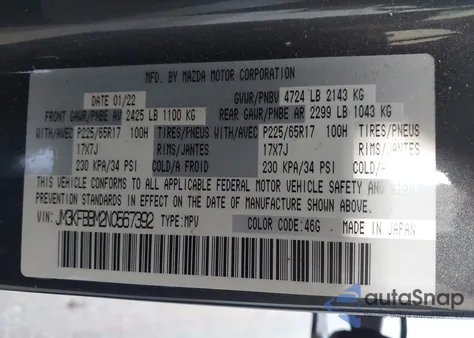 MFD. BY MAZDA MOTOR CORPORATION
DATE 01/22 GVWR/PNBV 4724 LB 2143 KG
FRONT GAWR/PNBE AV 2425 LB 1100 KG REAR GAWR/PNBE AR 2299 LB 1043 KG
WITH/AVEC P225/65R17 100H TIRES/PNEUS WITH/AVEC P225/65R17 100H TIRES/PNEUS
17X7J RIMS/JANTES 17X7J RIMS/JANTES
230 KPA/34 PSI COLD/A FROID 230 KPA/34 PSI COLD/A
THIS VEHICLE CONFORMS TO ALL APPLICABLE FEDERAL MOTOR VEHICLE SAFETY AND
PREVENTION STANDARDS IN EFFECT ON THE DATE OF MANUFACTURE SHOWN ABOVE.
VIN: JM3KFBBM2N0567392 TYPE:MPV COLOR CODE:46G MADE IN JAPAN
autoSnap